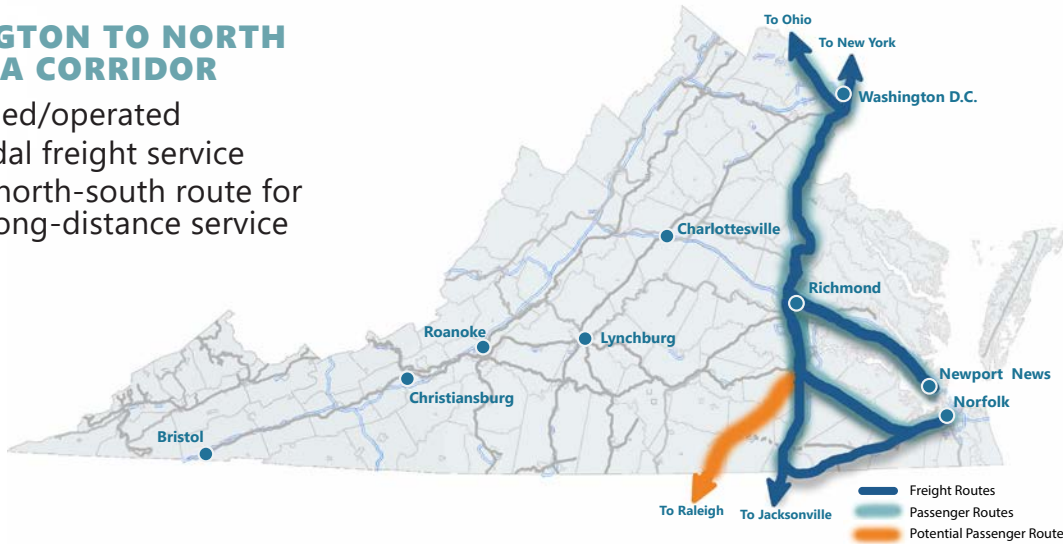 GTON TO NORTH
A CORRIDOR
ed/operated
dal freight service
north-south route for
ong-distance service
To Ohio
To New York
Washington D.C.
Charlottesville
Richmond
Roanoke
Lynchburg
Newport News
Christiansburg
Norfolk
Bristol
To Raleigh
To Jacksonville
Freight Routes
Passenger Routes
Potential Passenger Route